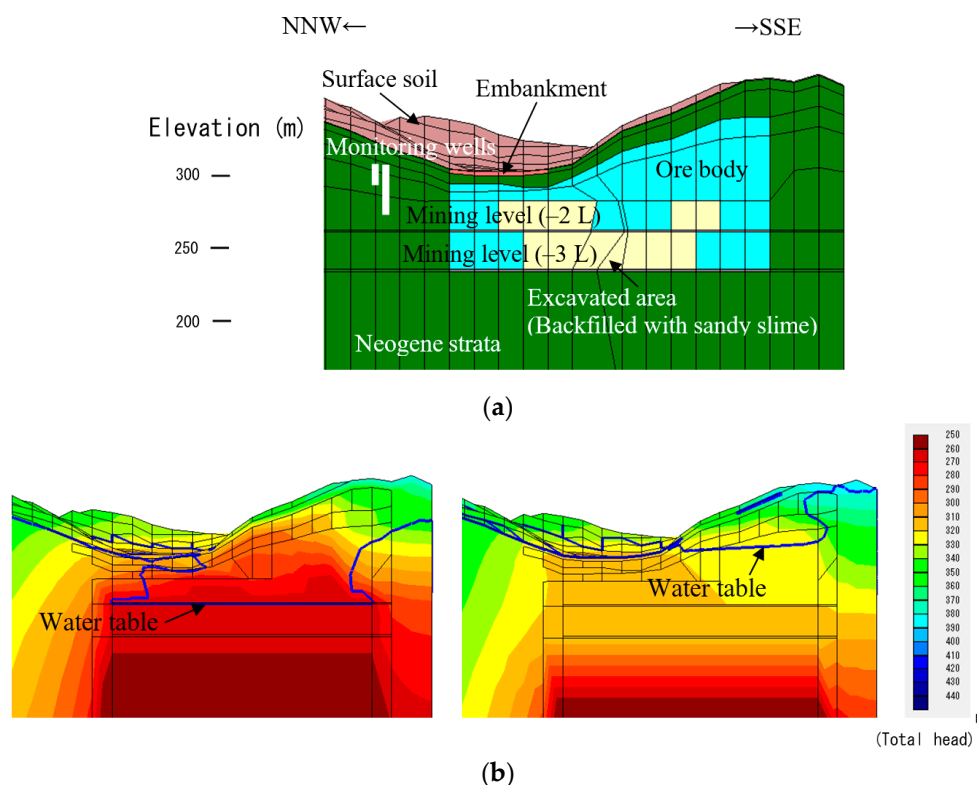 NNW←
→SSE
Surface soil
Embankment
Elevation (m)
Monitoring wells
300
Ore body
Mining level (–2 L)
250
Mining level (–3 L)
Excavated area
(Backfilled with sandy slime)
200
Neogene strata
(a)
250
260
270
280
290
300
310
320
330
340
350
360
370
380
390
400
410
420
430
440
Water table
Water table
(Total head)
(b)